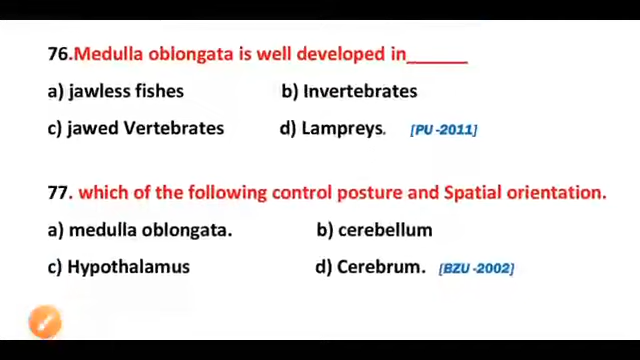 76.Medulla oblongata is well developed in______
a) jawless fishes b) Invertebrates
c) jawed Vertebrates d) Lampreys. [PU -2011]
77. which of the following control posture and Spatial orientation.
a) medulla oblongata. b) cerebellum
c) Hypothalamus d) Cerebrum. [BZU -2002]